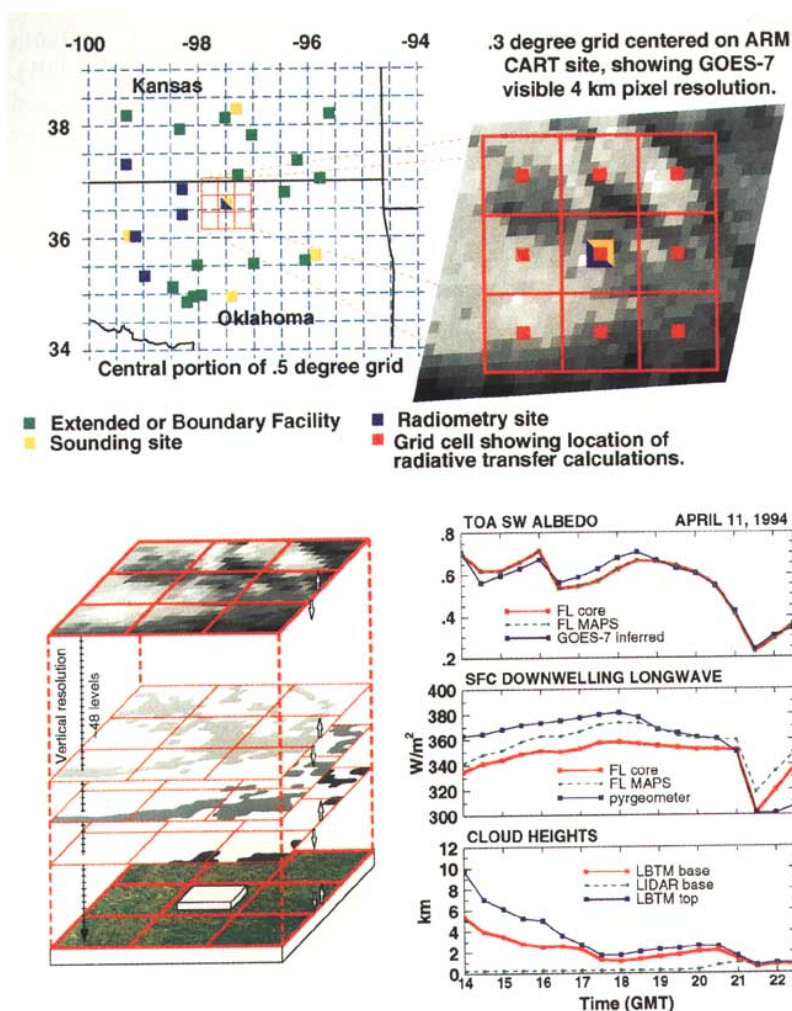 -100 -98 -96 -94
.3 degree grid centered on ARM
CART site, showing GOES-7
visible 4 km pixel resolution.
Kansas
38
36
34
Oklahoma
Central portion of .5 degree grid
Extended or Boundary Facility
Sounding site
Radiometry site
Grid cell showing location of
radiative transfer calculations.
Vertical resolution
~48 levels
TOA SW ALBEDO APRIL 11, 1994
.8
.6
.4
.2
FL core
FL MAPS
GOES-7 inferred
SFC DOWNWELLING LONGWAVE
W/m²
400
380
360
340
320
300
FL core
FL MAPS
pyrgeometer
CLOUD HEIGHTS
km
12
10
8
6
4
2
0
LBTM base
LIDAR base
LBTM top
14 15 16 17 18 19 20 21 22
Time (GMT)